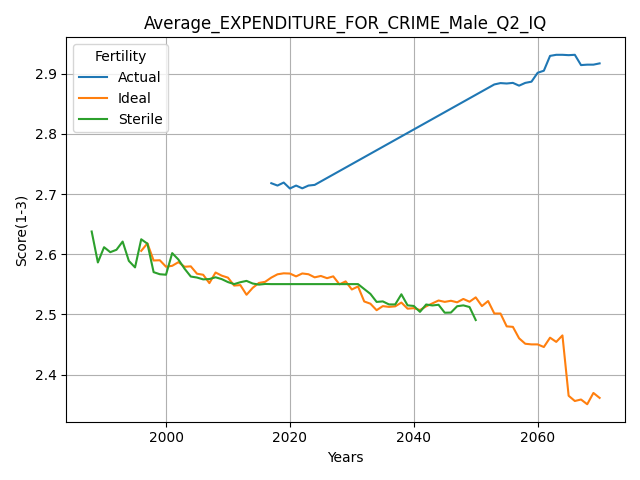 Average_EXPENDITURE_FOR_CRIME_Male_Q2_IQ
Fertility
Actual
Ideal
Sterile
Score(1-3)
2.9
2.8
2.7
2.6
2.5
2.4
2000
2020
2040
2060
Years